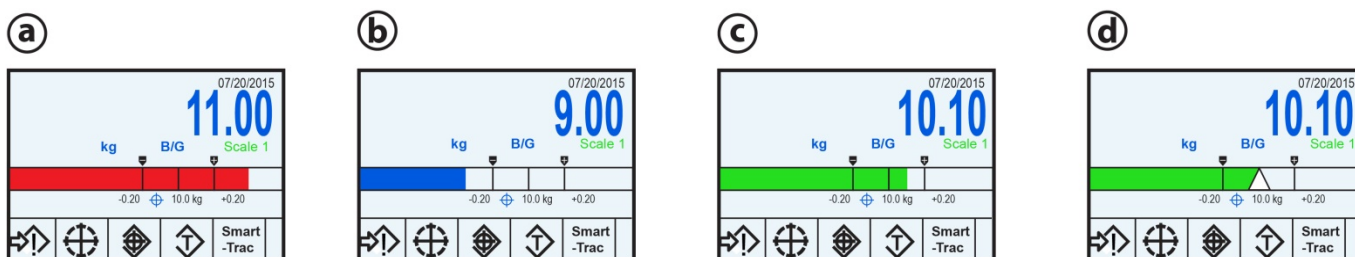 a
07/20/2015
11.00
kg B/G Scale 1
-0.20 10.0 kg +0.20
T
Smart
-Trac
b
07/20/2015
9.00
kg B/G Scale 1
-0.20 10.0 kg +0.20
T
Smart
-Trac
c
07/20/2015
10.10
kg B/G Scale 1
-0.20 10.0 kg +0.20
T
Smart
-Trac
d
07/20/2015
10.10
kg B/G Scale 1
-0.20 10.0 kg +0.20
T
Smart
-Trac